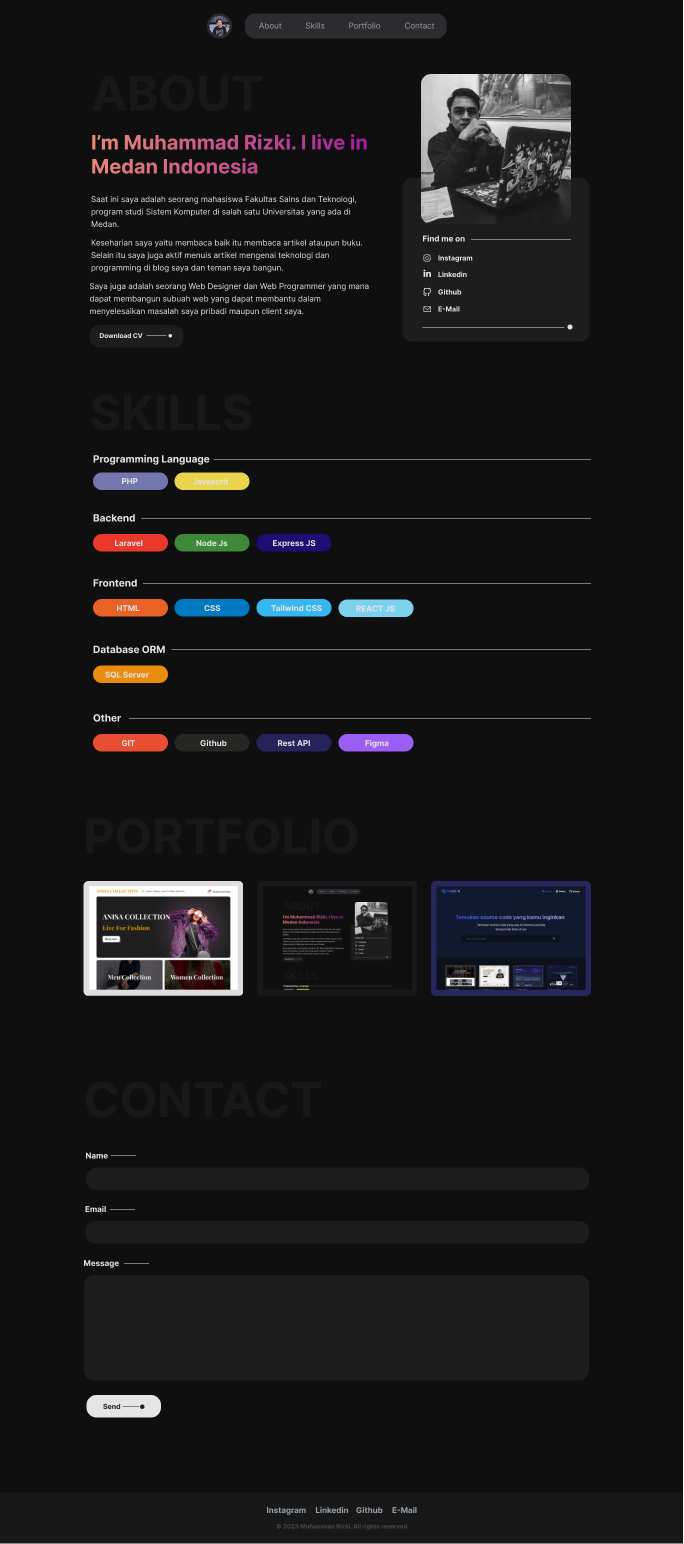 About Skills Portfolio Contact
ABOUT
I'm Muhammad Rizki. I live in
Medan Indonesia
Saat ini saya adalah seorang mahasiswa Fakultas Sains dan Teknologi,
program studi Sistem Komputer di salah satu Universitas yang ada di
Medan.
Keseharian saya yaitu membaca baik itu membaca artikel ataupun buku.
Selain itu saya juga aktif menuis artikel mengenai teknologi dan
programming di blog saya dan teman saya bangun.
Saya juga adalah seorang Web Designer dan Web Programmer yang mana
dapat membangun subuah web yang dapat membantu dalam
menyelesaikan masalah saya pribadi maupun client saya.
Download CV
Find me on
Instagram
Linkedin
Github
E-Mail
SKILLS
Programming Language
PHP Javascrit
Backend
Laravel Node Js Express JS
Frontend
HTML CSS Tailwind CSS REACT JS
Database ORM
SQL Server
Other
GIT Github Rest API Figma
PORTFOLIO
ANISA COLLECTION
ANISA COLLECTION
Live For Fashion
Men Collection Women Collection
ABOUT
I'm Muhammad Rizki. I live in
Medan Indonesia
SKILLS
Temukan source code yang kamu inginkan
CONTACT
Name
Email
Message
Send
Instagram Linkedin Github E-Mail
© 2023 Muhammad Rizki. All rights reserved